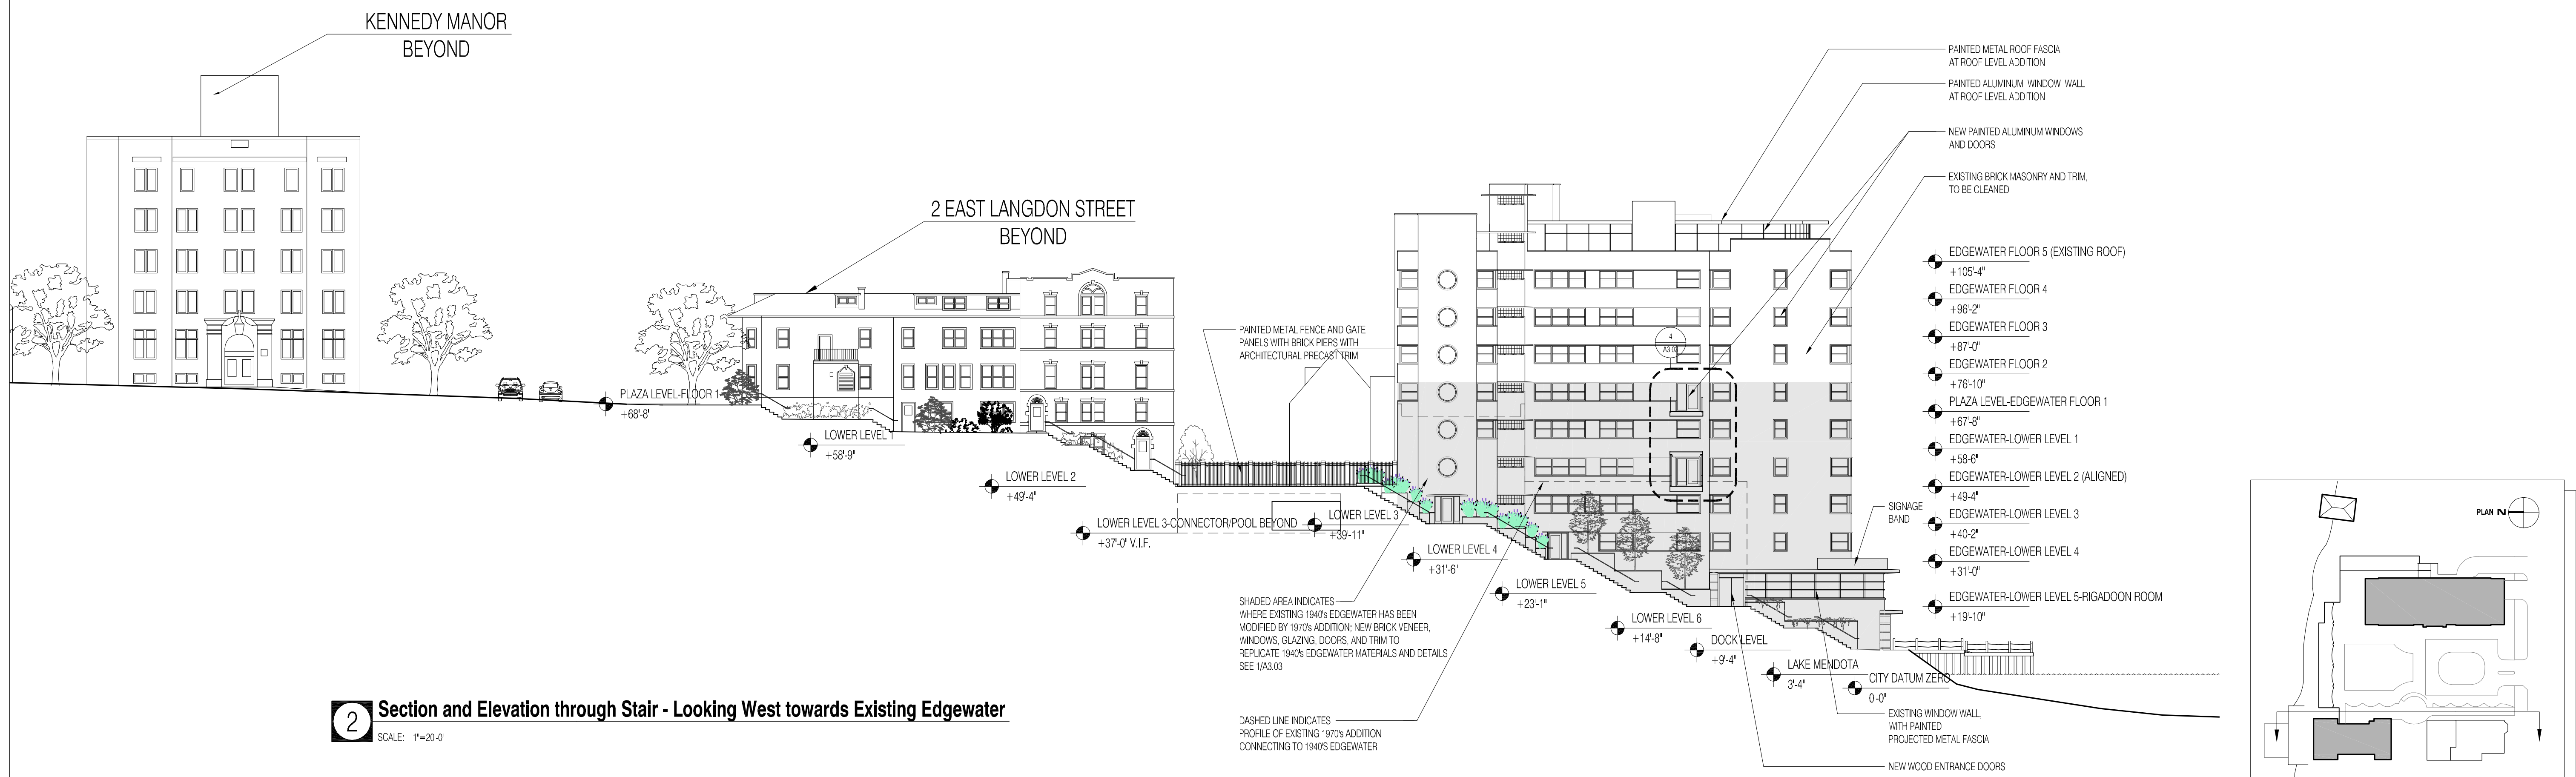 KENNEDY MANOR
BEYOND
2 EAST LANGDON STREET
BEYOND
PAINTED METAL ROOF FASCIA
AT ROOF LEVEL ADDITION
PAINTED ALUMINUM WINDOW WALL
AT ROOF LEVEL ADDITION
NEW PAINTED ALUMINUM WINDOWS
AND DOORS
EXISTING BRICK MASONRY AND TRIM,
TO BE CLEANED
EDGEWATER FLOOR 5 (EXISTING ROOF)
+105'-4"
EDGEWATER FLOOR 4
+96'-2"
EDGEWATER FLOOR 3
+87'-0"
EDGEWATER FLOOR 2
+76'-10"
PLAZA LEVEL-EDGEWATER FLOOR 1
+67'-8"
EDGEWATER-LOWER LEVEL 1
+58'-6"
EDGEWATER-LOWER LEVEL 2 (ALIGNED)
+49'-4"
EDGEWATER-LOWER LEVEL 3
+40'-2"
EDGEWATER-LOWER LEVEL 4
+31'-0"
EDGEWATER-LOWER LEVEL 5-RIGADOON ROOM
+19'-10"
PAINTED METAL FENCE AND GATE
PANELS WITH BRICK PIERS WITH
ARCHITECTURAL PRECAST TRIM
4
A3.03
PLAZA LEVEL-FLOOR 1
+68'-8"
LOWER LEVEL 1
+58'-9"
LOWER LEVEL 2
+49'-4"
LOWER LEVEL 3-CONNECTOR/POOL BEYOND
+37'-0" V.I.F.
LOWER LEVEL 3
+39'-11"
LOWER LEVEL 4
+31'-6"
LOWER LEVEL 5
+23'-1"
LOWER LEVEL 6
+14'-8"
DOCK LEVEL
+9'-4"
LAKE MENDOTA
3'-4"
CITY DATUM ZERO
0'-0"
SIGNAGE
BAND
SHADED AREA INDICATES
WHERE EXISTING 1940's EDGEWATER HAS BEEN
MODIFIED BY 1970's ADDITION; NEW BRICK VENEER,
WINDOWS, GLAZING, DOORS, AND TRIM TO
REPLICATE 1940's EDGEWATER MATERIALS AND DETAILS
SEE 1/A3.03
DASHED LINE INDICATES
PROFILE OF EXISTING 1970's ADDITION
CONNECTING TO 1940'S EDGEWATER
EXISTING WINDOW WALL,
WITH PAINTED
PROJECTED METAL FASCIA
NEW WOOD ENTRANCE DOORS
PLAN N
2
Section and Elevation through Stair - Looking West towards Existing Edgewater
SCALE: 1"=20'-0"